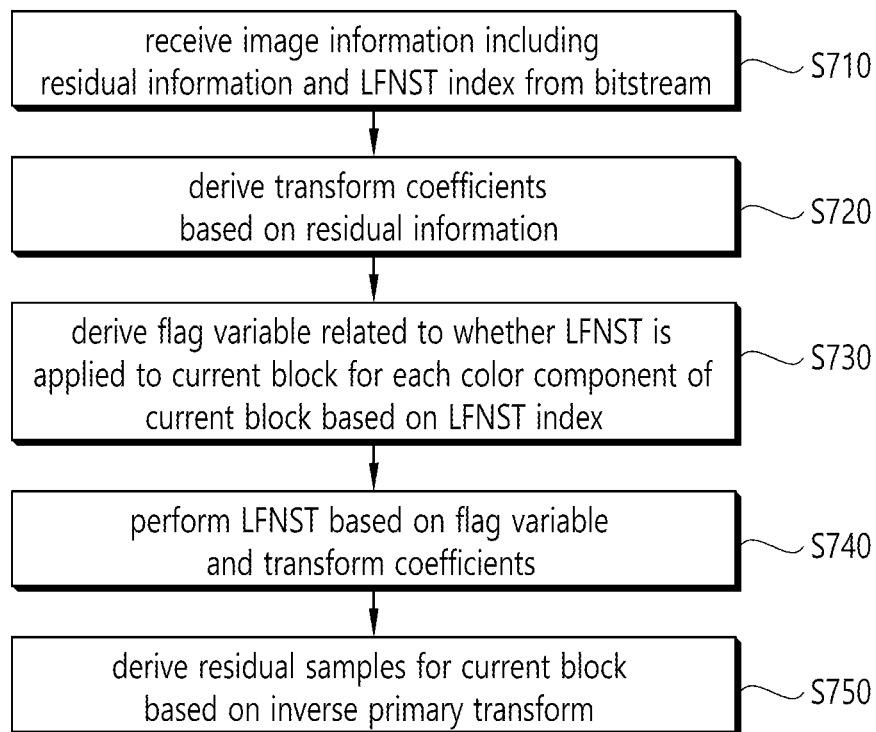 receive image information including
residual information and LFNST index from bitstream
S710
derive transform coefficients
based on residual information
S720
derive flag variable related to whether LFNST is
applied to current block for each color component of
current block based on LFNST index
S730
perform LFNST based on flag variable
and transform coefficients
S740
derive residual samples for current block
based on inverse primary transform
S750